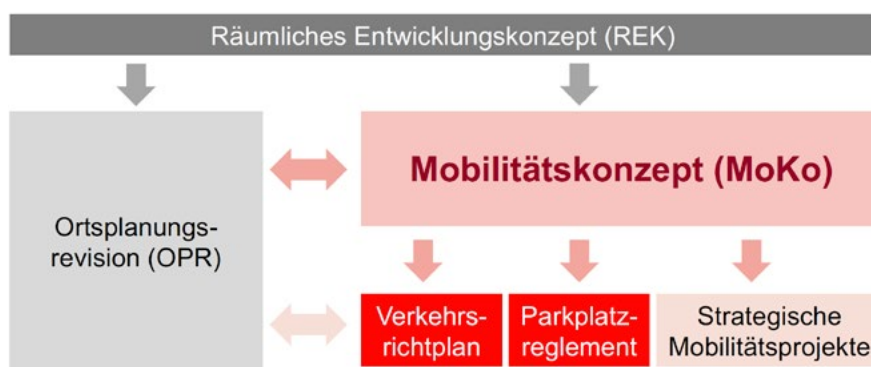 Räumliches Entwicklungskonzept (REK)
Mobilitätskonzept (MoKo)
Ortsplanungs-
revision (OPR)
Verkehrs-
richtplan
Parkplatz-
reglement
Strategische
Mobilitätsprojekte